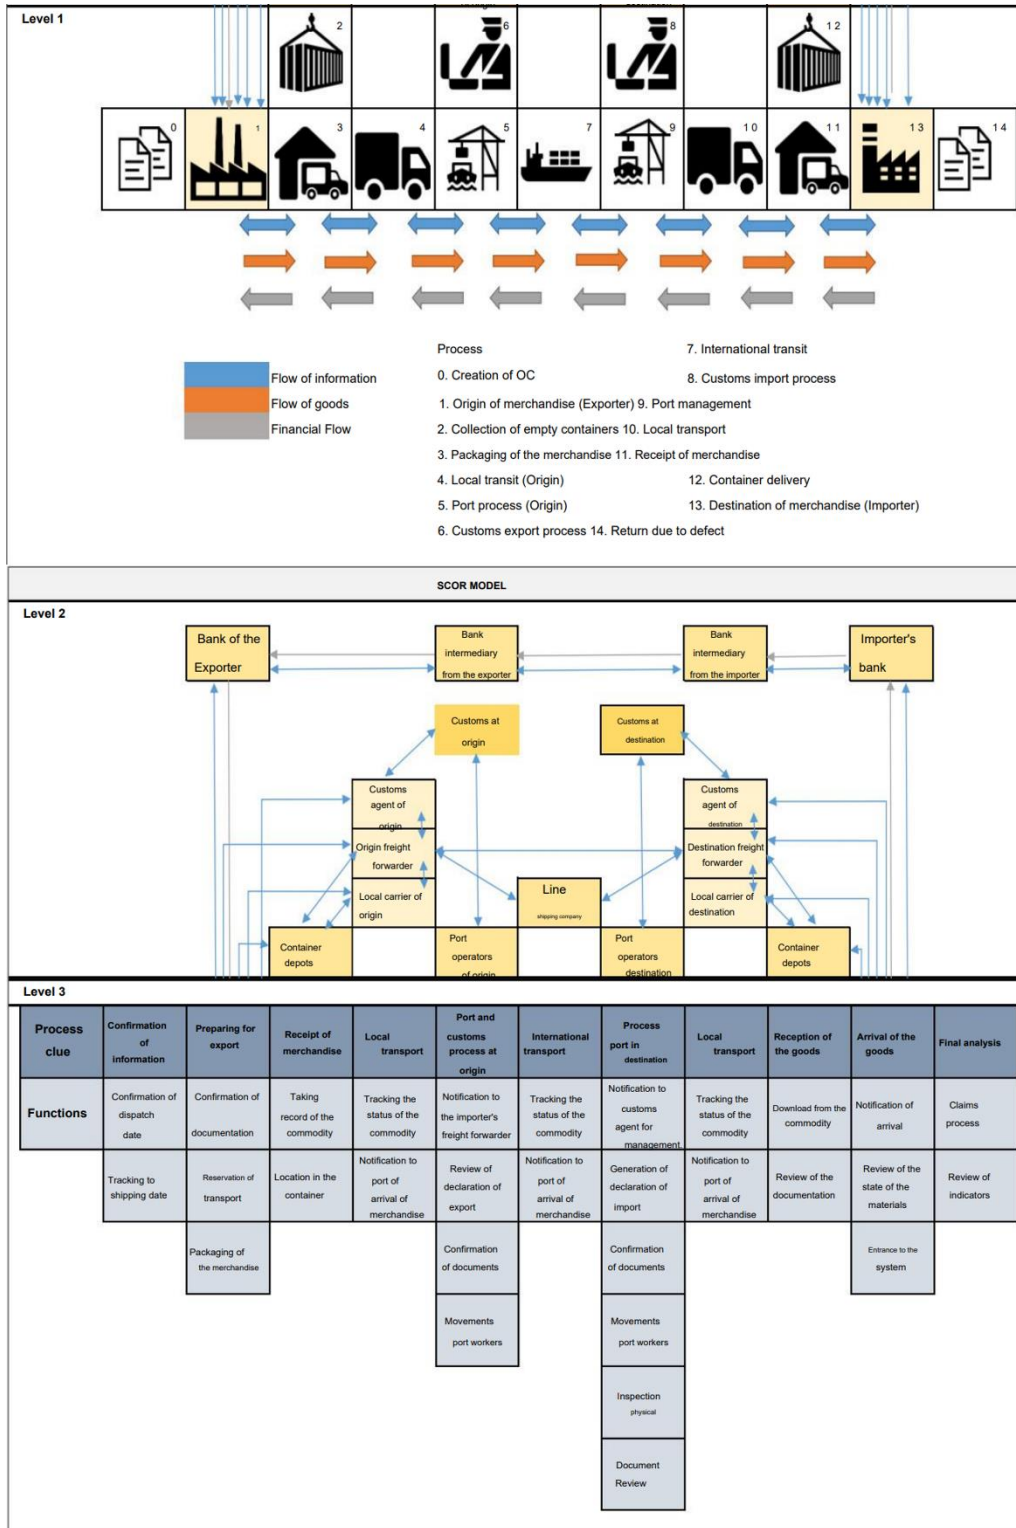 Level 1
2
6
8
1 2
0
1
3
4
5
7
9
1 0
11
1 3
1 4
Process
7. International transit
Flow of information
0. Creation of OC
8. Customs import process
Flow of goods
1. Origin of merchandise (Exporter) 9. Port management
Financial Flow
2. Collection of empty containers 10. Local transport
3. Packaging of the merchandise 11. Receipt of merchandise
4. Local transit (Origin)
12. Container delivery
5. Port process (Origin)
13. Destination of merchandise (Importer)
6. Customs export process 14. Return due to defect
SCOR MODEL
Level 2
Bank of the
Exporter
Bank
intermediary
from the exporter
Bank
intermediary
from the importer
Importer's
bank
Customs at
origin
Customs at
destination
Customs
agent of
origin
Customs
agent of
destination
Origin freight
forwarder
Destination freight
forwarder
Local carrier of
origin
Line
shipping company
Local carrier of
destination
Container
depots
Port
operators
of origin
Port
operators
destination
Container
depots
Level 3
Process
clue
Confirmation
of
information
Preparing for
export
Receipt of
merchandise
Local
transport
Port and
customs
process at
origin
International
transport
Process
port in
destination
Local
transport
Reception of
the goods
Arrival of the
goods
Final analysis
Functions
Confirmation of
dispatch
date
Confirmation of
documentation
Taking
record of the
commodity
Tracking the
status of the
commodity
Notification to
the importer's
freight forwarder
Tracking the
status of the
commodity
Notification to
customs
agent for
management.
Tracking the
status of the
commodity
Download from the
commodity
Notification of
arrival
Claims
process
Tracking to
shipping date
Reservation of
transport
Location in the
container
Notification to
port of
arrival of
merchandise
Review of
declaration of
export
Notification to
port of
arrival of
merchandise
Generation of
declaration of
import
Notification to
port of
arrival of
merchandise
Review of the
documentation
Review of the
state of the
materials
Review of
indicators
Packaging of
the merchandise
Confirmation
of documents
Confirmation
of documents
Entrance to the
system
Movements
port workers
Movements
port workers
Inspection
physical
Document
Review